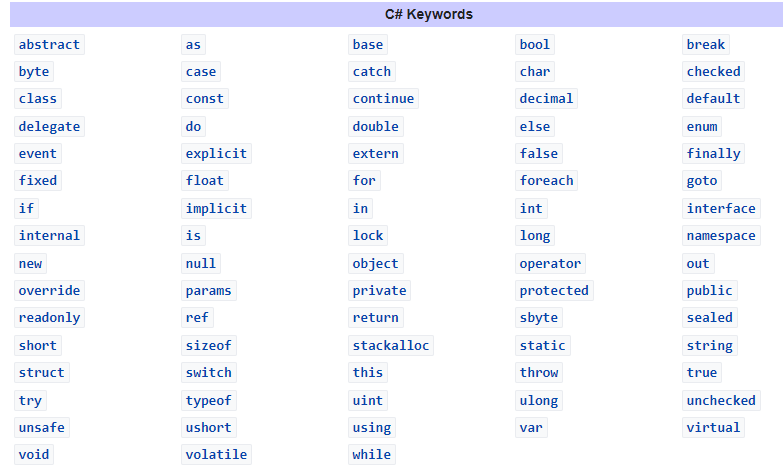 C# Keywords
abstract as base bool break
byte case catch char checked
class const continue decimal default
delegate do double else enum
event explicit extern false finally
fixed float for foreach goto
if implicit in int interface
internal is lock long namespace
new null object operator out
override params private protected public
readonly ref return sbyte sealed
short sizeof stackalloc static string
struct switch this throw true
try typeof uint ulong unchecked
unsafe ushort using var virtual
void volatile while